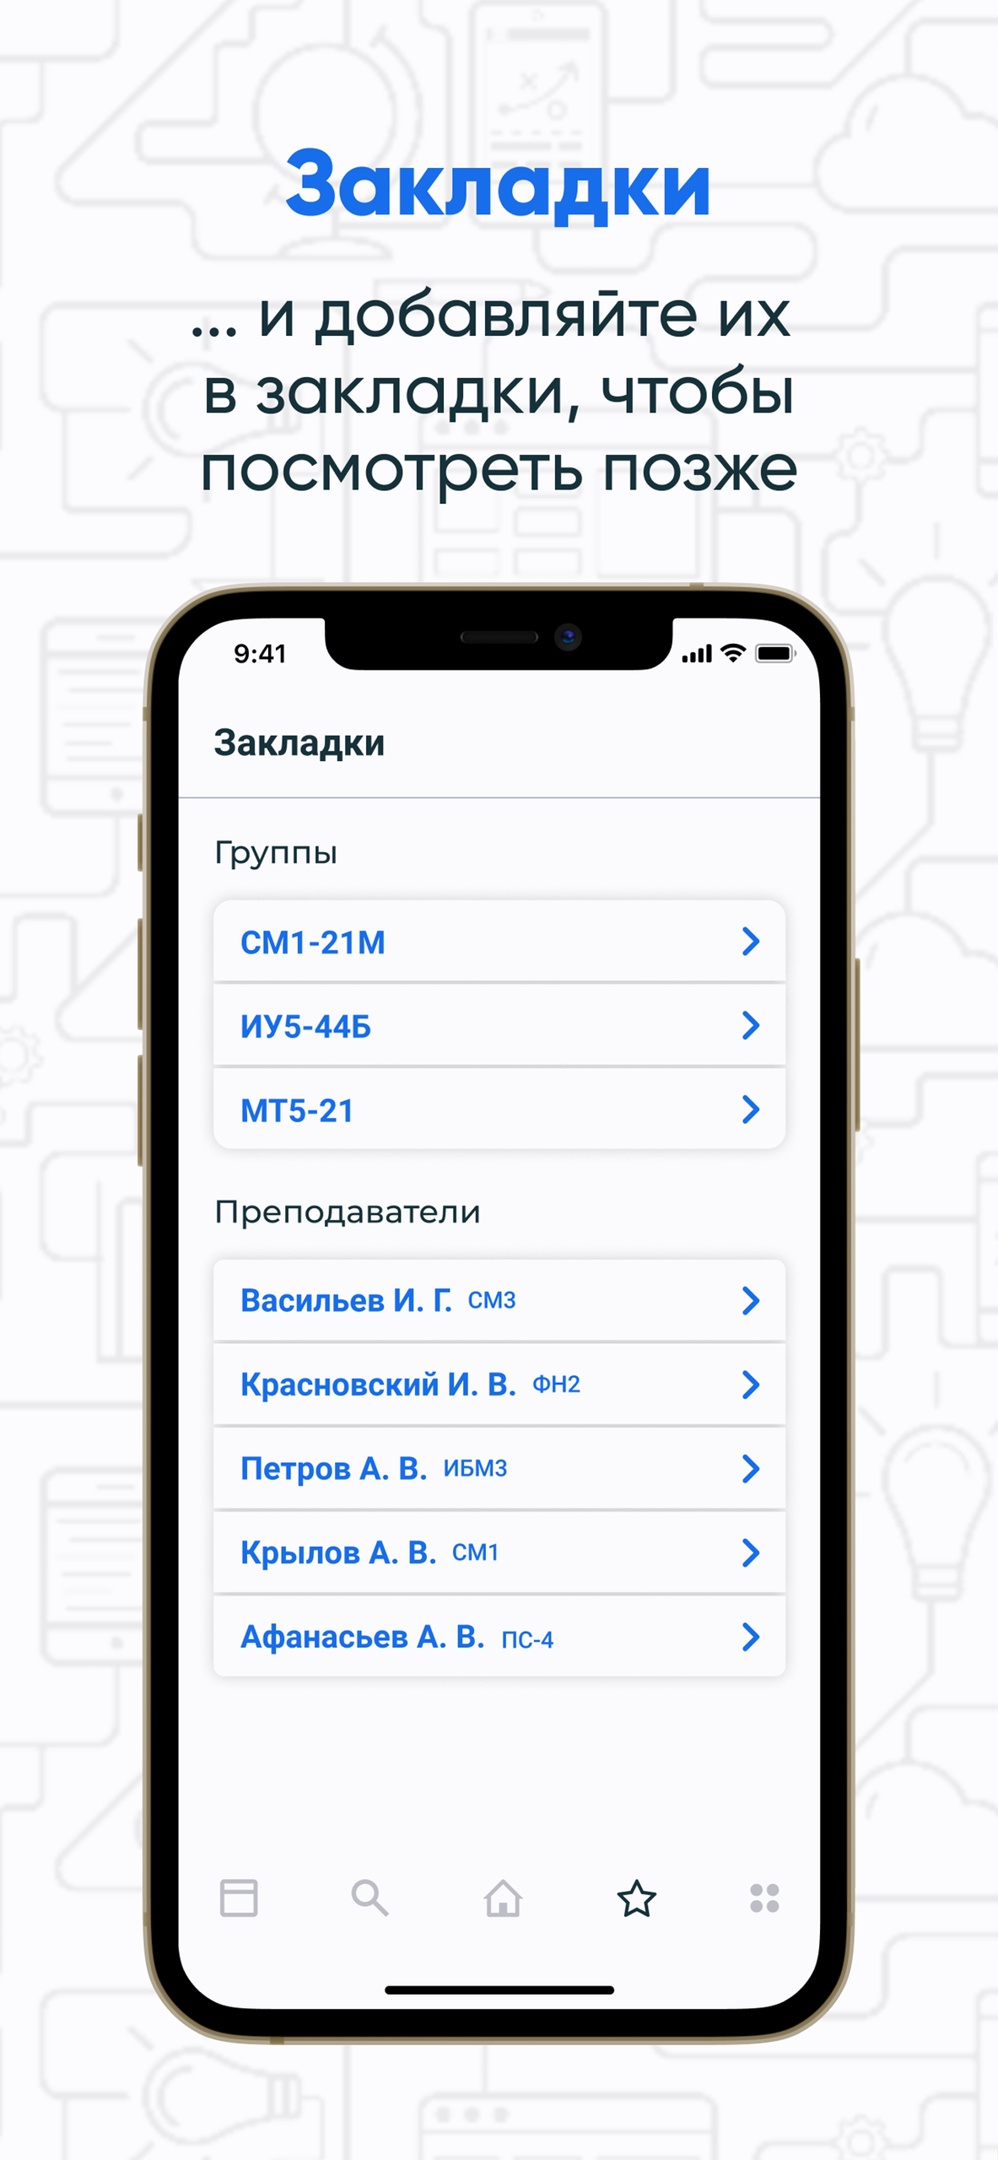 Закладки
... и добавляйте их
в закладки, чтобы
посмотреть позже
9:41
Закладки
Группы
СМ1-21М
ИУ5-44Б
МТ5-21
Преподаватели
Васильев И. Г. СМ3
Красновский И. В. ФН2
Петров А. В. ИБМ3
Крылов А. В. СМ1
Афанасьев А. В. ПС-4